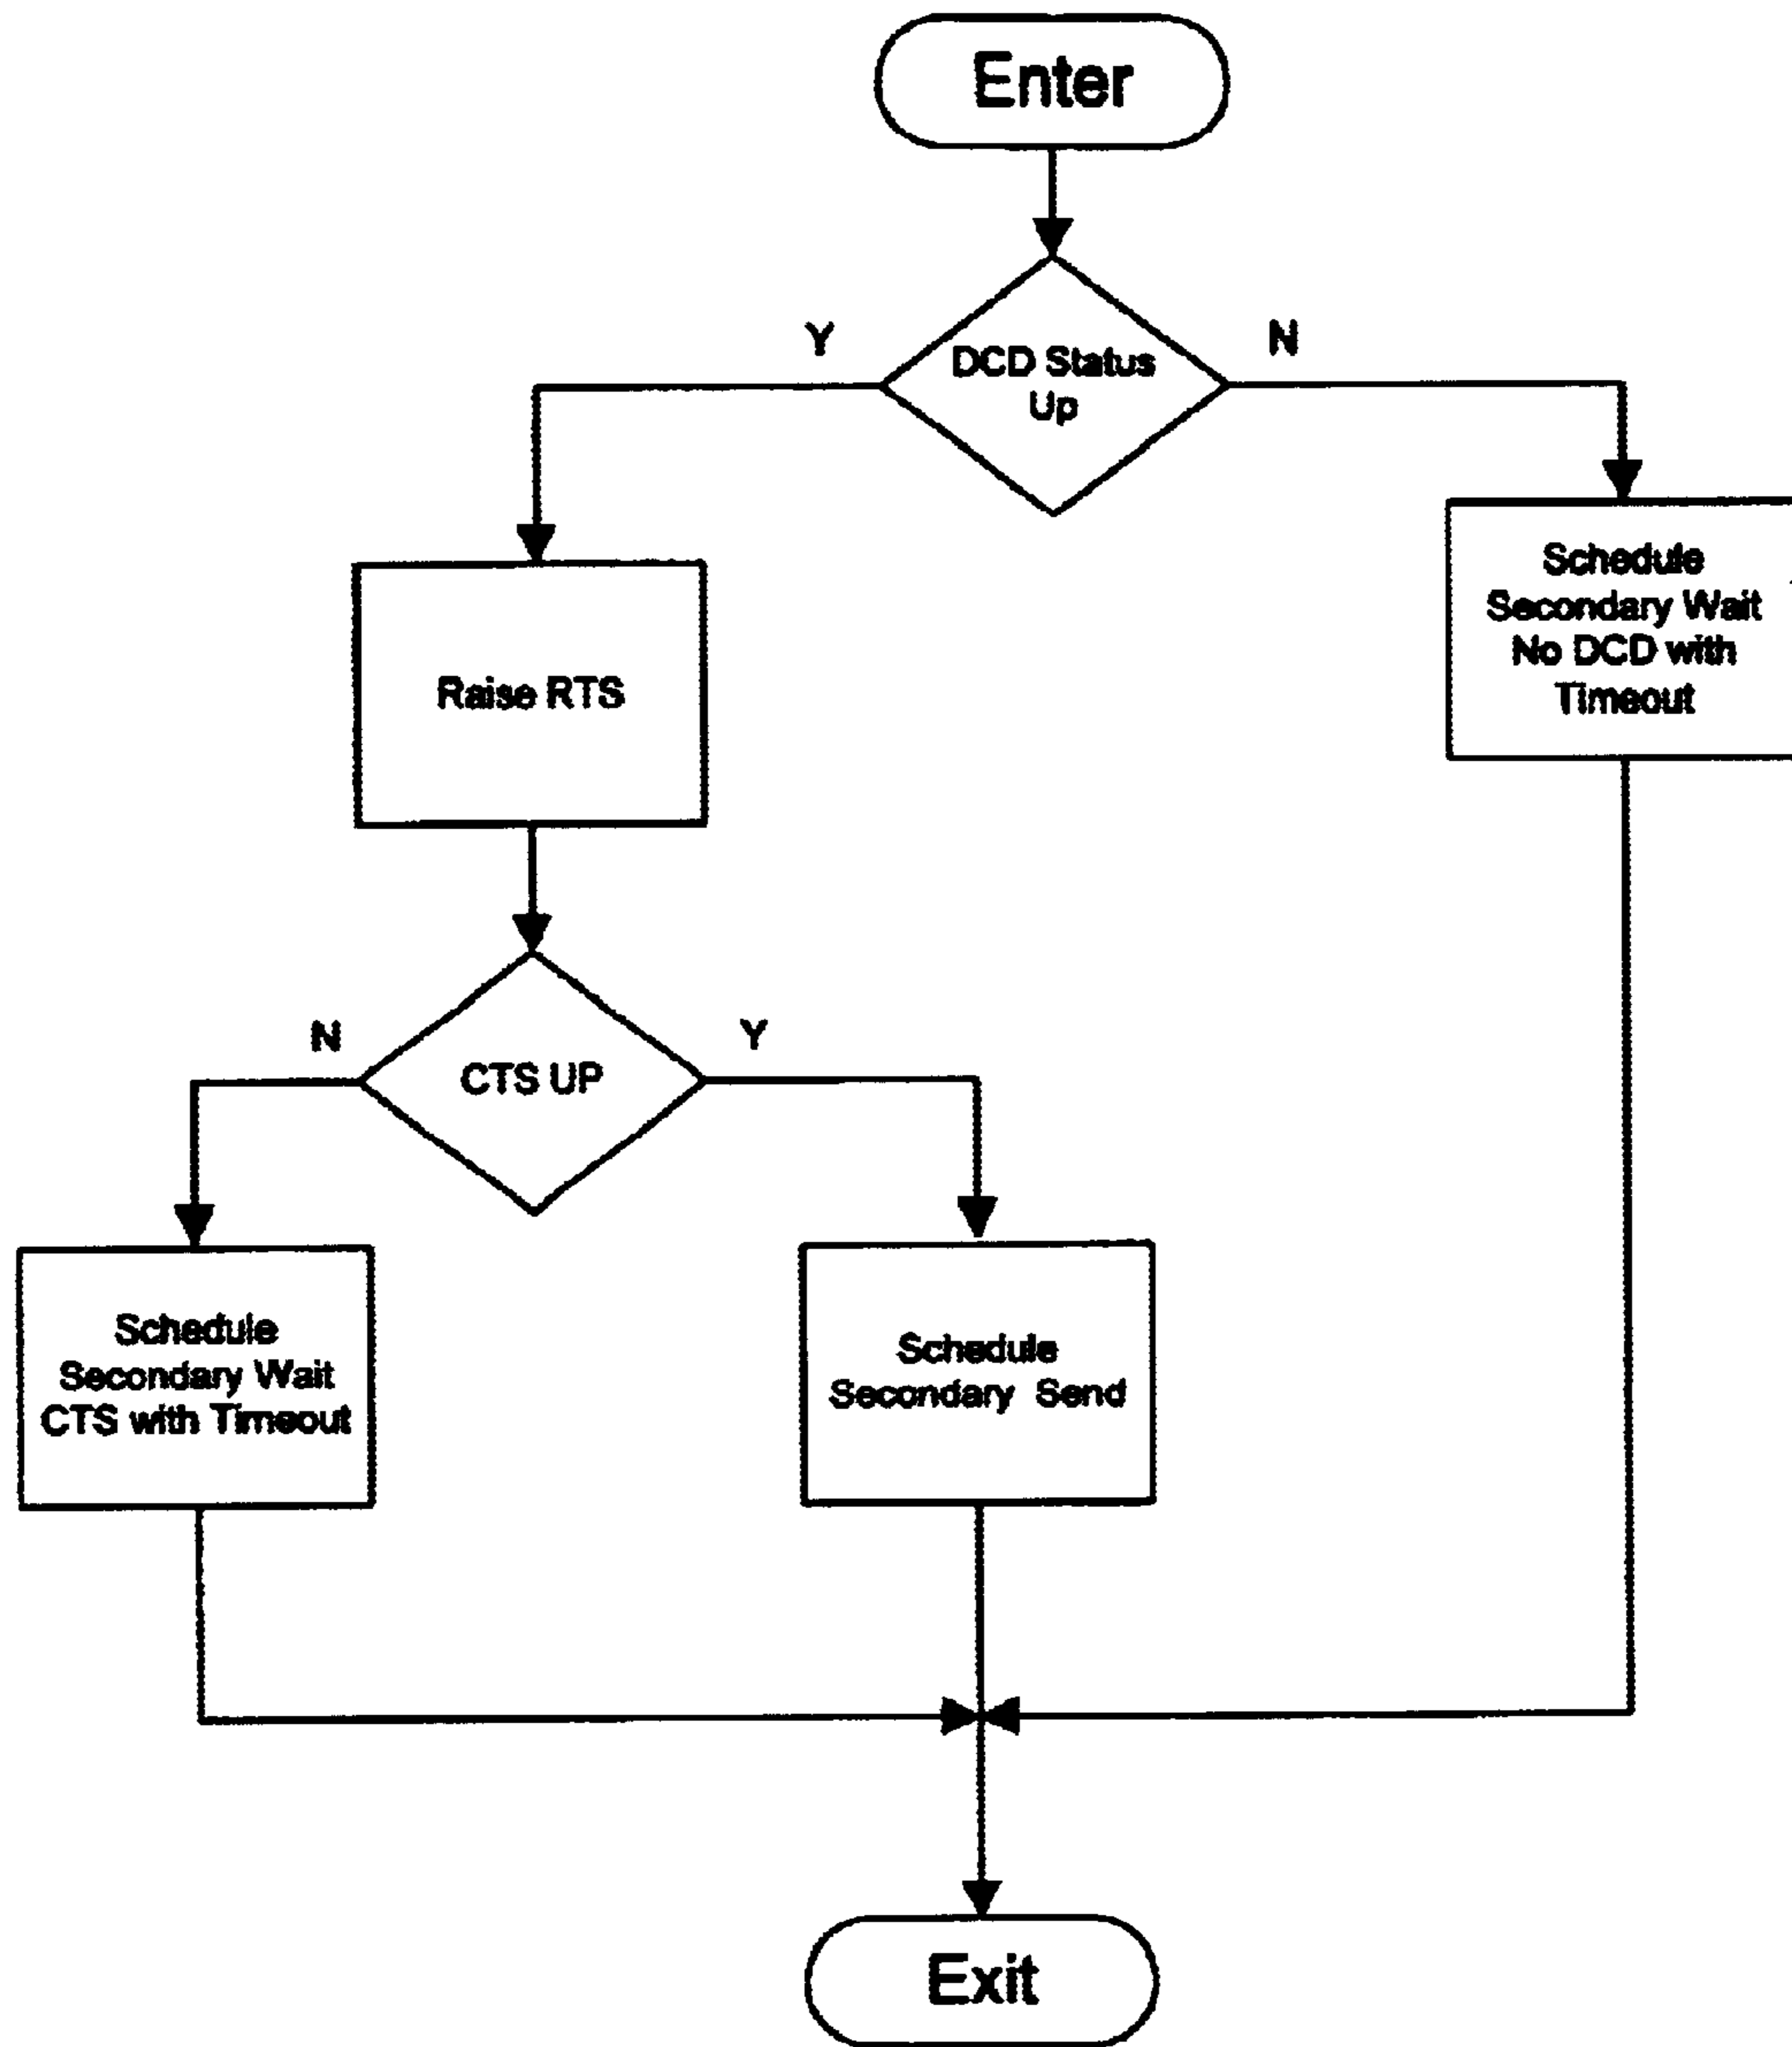 Enter
Y
N
DCD Status
Up
Schedule
Secondary Wait
No DCD with
Timeout
Raise RTS
N
Y
CTS UP
Schedule
Secondary Wait
CTS with Timeout
Schedule
Secondary Send
Exit